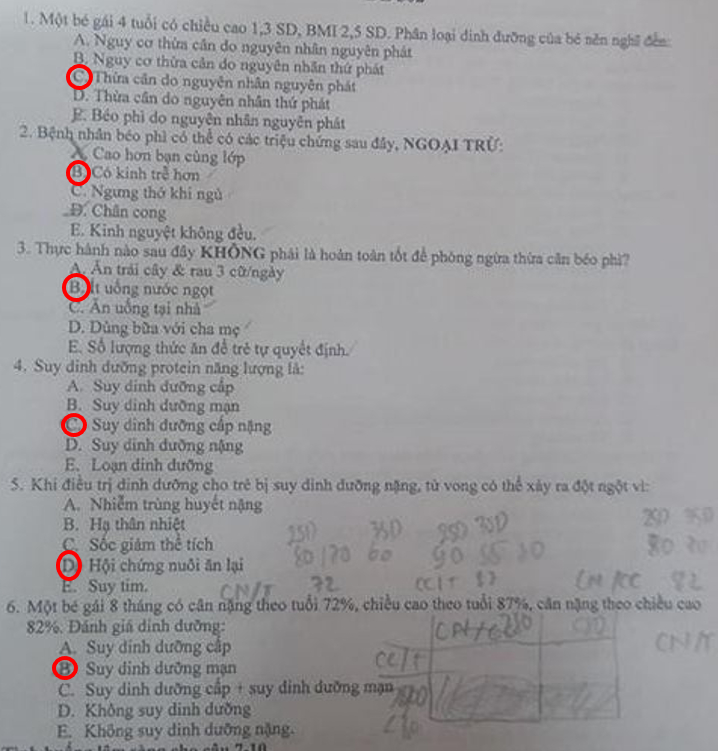 1. Một bé gái 4 tuổi có chiều cao 1,3 SD, BMI 2,5 SD. Phân loại dinh dưỡng của bé nên nghĩ đến:
A. Nguy cơ thừa cân do nguyên nhân nguyên phát
B. Nguy cơ thừa cân do nguyên nhân thứ phát
C. Thừa cân do nguyên nhân nguyên phát
D. Thừa cân do nguyên nhân thứ phát
E. Béo phì do nguyên nhân nguyên phát
2. Bệnh nhân béo phì có thể có các triệu chứng sau đây, NGOẠI TRỪ:
A. Cao hơn bạn cùng lớp
B. Có kinh trễ hơn
C. Ngưng thở khi ngủ
D. Chân cong
E. Kinh nguyệt không đều.
3. Thực hành nào sau đây KHÔNG phải là hoàn toàn tốt để phòng ngừa thừa cân béo phì?
A. Ăn trái cây & rau 3 cữ/ngày
B. Ít uống nước ngọt
C. Ăn uống tại nhà
D. Dùng bữa với cha mẹ
E. Số lượng thức ăn để trẻ tự quyết định.
4. Suy dinh dưỡng protein năng lượng là:
A. Suy dinh dưỡng cấp
B. Suy dinh dưỡng mạn
C. Suy dinh dưỡng cấp nặng
D. Suy dinh dưỡng nặng
E. Loạn dinh dưỡng
5. Khi điều trị dinh dưỡng cho trẻ bị suy dinh dưỡng nặng, tử vong có thể xảy ra đột ngột vì:
A. Nhiễm trùng huyết nặng
B. Hạ thân nhiệt
C. Sốc giảm thể tích
D. Hội chứng nuôi ăn lại
E. Suy tim.
2SD 3SD 2SD 3SD 2SD 3SD
80 170 60 90 85 80 80 70
CN/T 72 CC/T 87 CN/CC 82
6. Một bé gái 8 tháng có cân nặng theo tuổi 72%, chiều cao theo tuổi 87%, cân nặng theo chiều cao
82%. Đánh giá dinh dưỡng:
A. Suy dinh dưỡng cấp
B. Suy dinh dưỡng mạn
C. Suy dinh dưỡng cấp + suy dinh dưỡng mạn
D. Không suy dinh dưỡng
E. Không suy dinh dưỡng nặng.
CC/T
CN/T